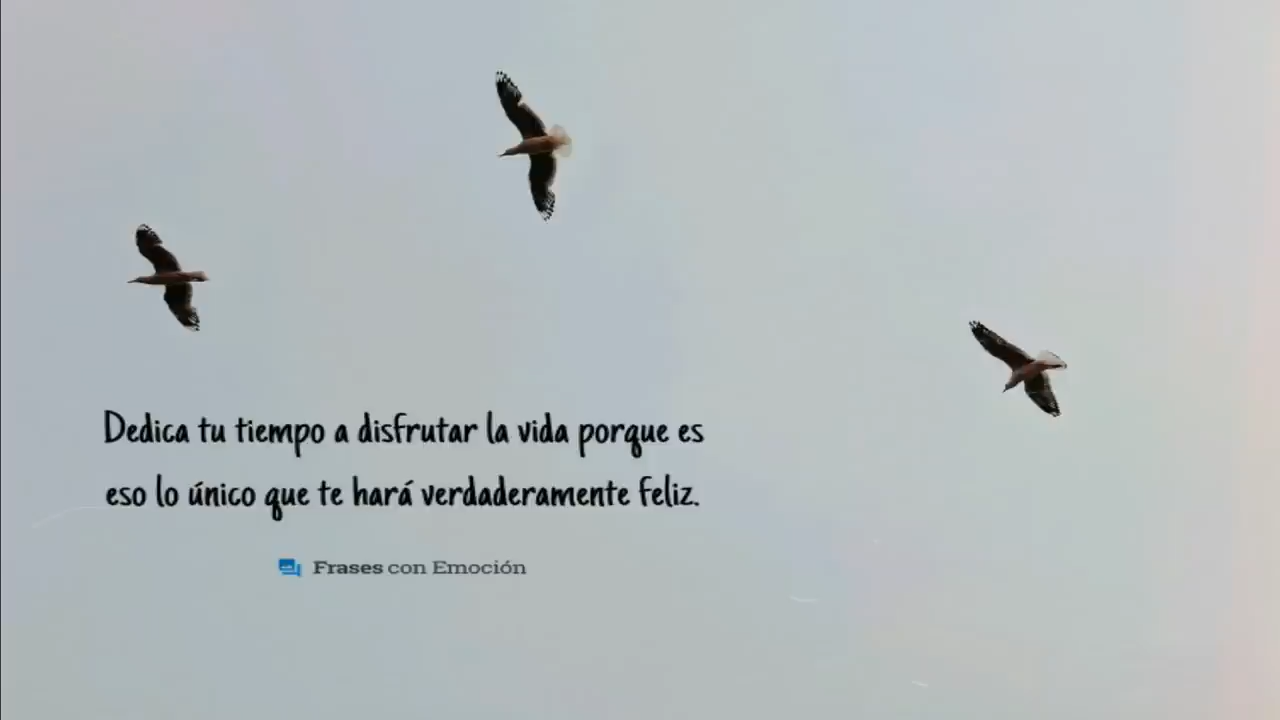 Dedica tu tiempo a disfrutar la vida porque es
eso lo único que te hará verdaderamente feliz.
Frases con Emoción